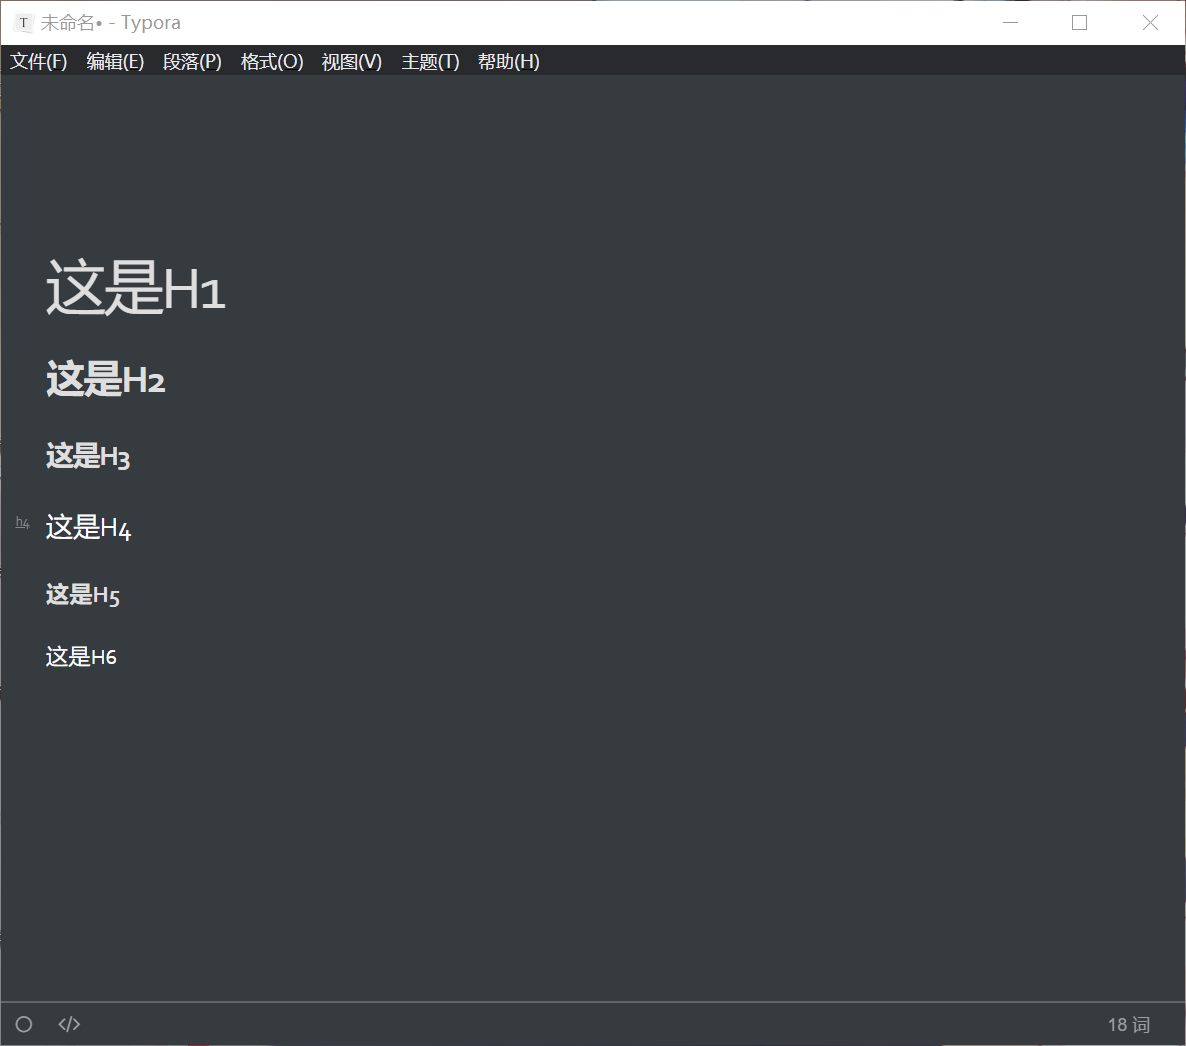 T 未命名• - Typora
文件(F) 编辑(E) 段落(P) 格式(O) 视图(V) 主题(T) 帮助(H)
这是H1
这是H2
这是H3
h4 这是H4
这是H5
这是H6
</> 18 词